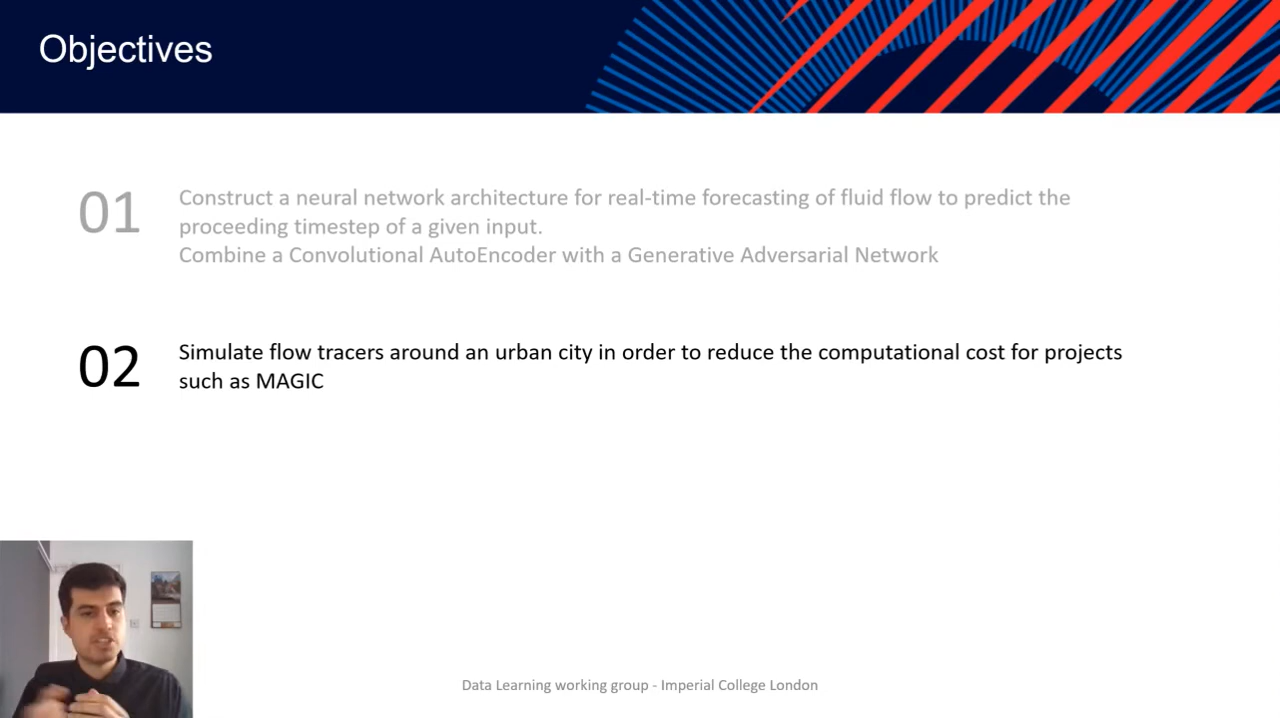 Objectives
01
Construct a neural network architecture for real-time forecasting of fluid flow to predict the
proceeding timestep of a given input.
Combine a Convolutional AutoEncoder with a Generative Adversarial Network
02
Simulate flow tracers around an urban city in order to reduce the computational cost for projects
such as MAGIC
Data Learning working group - Imperial College London